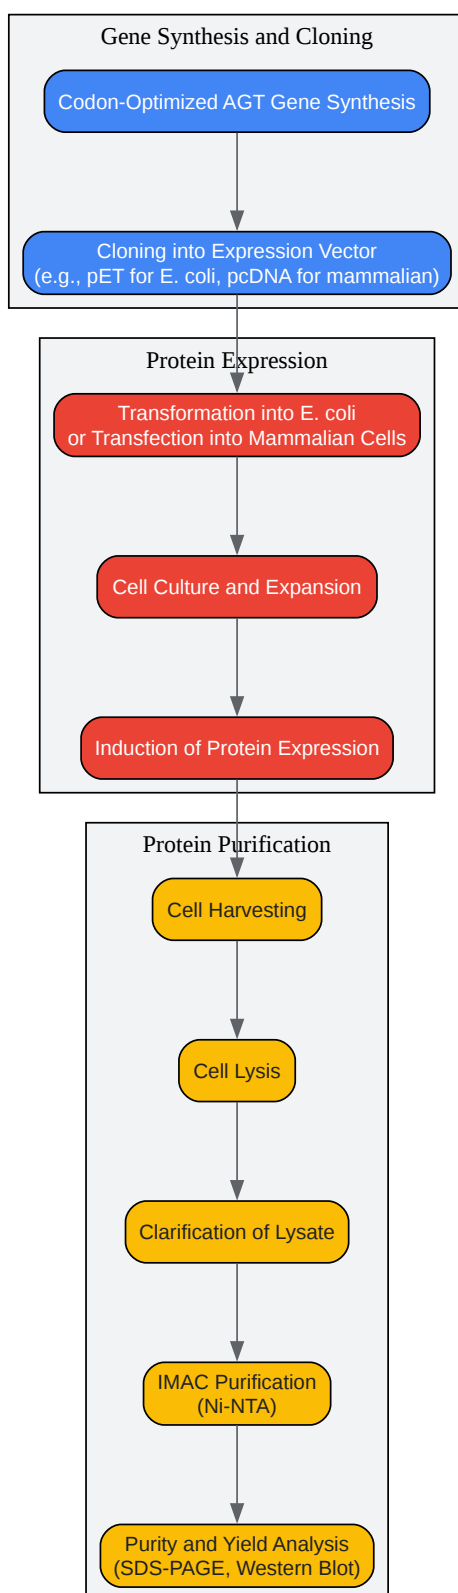 Gene Synthesis and Cloning
Codon-Optimized AGT Gene Synthesis
Cloning into Expression Vector
(e.g., pET for E. coli, pcDNA for mammalian)
Protein Expression
Transformation into E. coli
or Transfection into Mammalian Cells
Cell Culture and Expansion
Induction of Protein Expression
Protein Purification
Cell Harvesting
Cell Lysis
Clarification of Lysate
IMAC Purification
(Ni-NTA)
Purity and Yield Analysis
(SDS-PAGE, Western Blot)